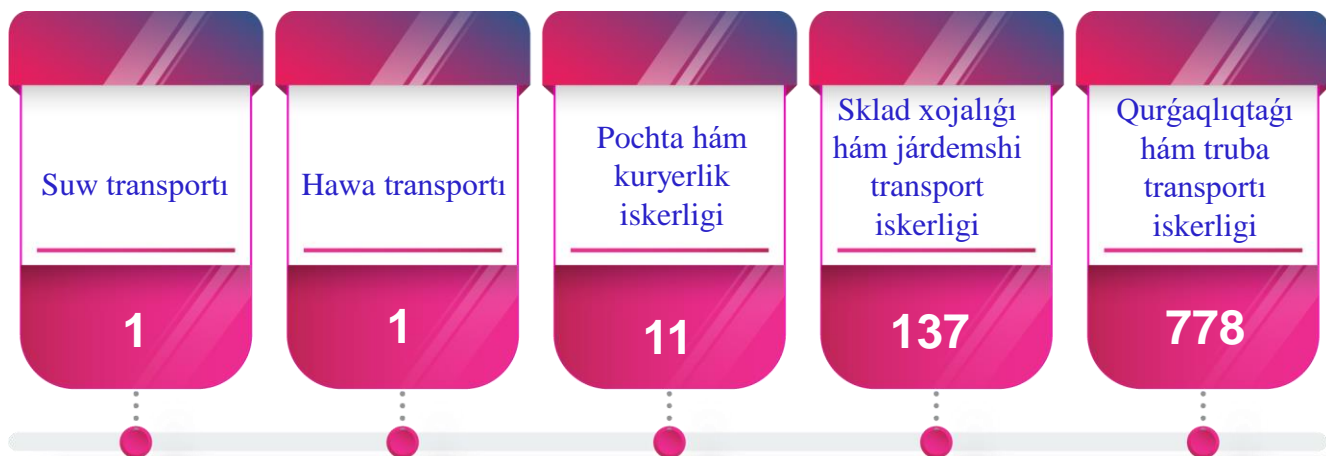 Suw transportı
1
Hawa transportı
1
Pochta hám
kuryerlik
iskerligi
11
Sklad xojalıǵı
hám járdemshi
transport
iskerligi
137
Qurǵaqlıqtaǵı
hám truba
transportı
iskerligi
778